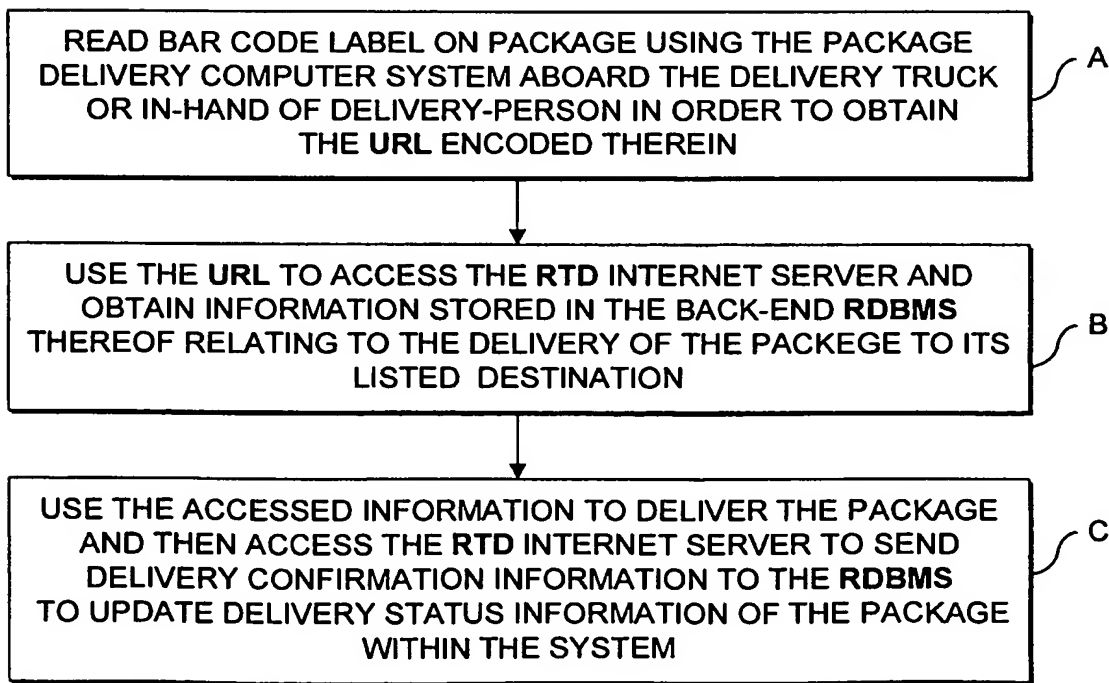 READ BAR CODE LABEL ON PACKAGE USING THE PACKAGE
DELIVERY COMPUTER SYSTEM ABOARD THE DELIVERY TRUCK
OR IN-HAND OF DELIVERY-PERSON IN ORDER TO OBTAIN
THE URL ENCODED THEREIN
A
USE THE URL TO ACCESS THE RTD INTERNET SERVER AND
OBTAIN INFORMATION STORED IN THE BACK-END RDBMS
THEREOF RELATING TO THE DELIVERY OF THE PACKEGE TO ITS
LISTED DESTINATION
B
USE THE ACCESSED INFORMATION TO DELIVER THE PACKAGE
AND THEN ACCESS THE RTD INTERNET SERVER TO SEND
DELIVERY CONFIRMATION INFORMATION TO THE RDBMS
TO UPDATE DELIVERY STATUS INFORMATION OF THE PACKAGE
WITHIN THE SYSTEM
C